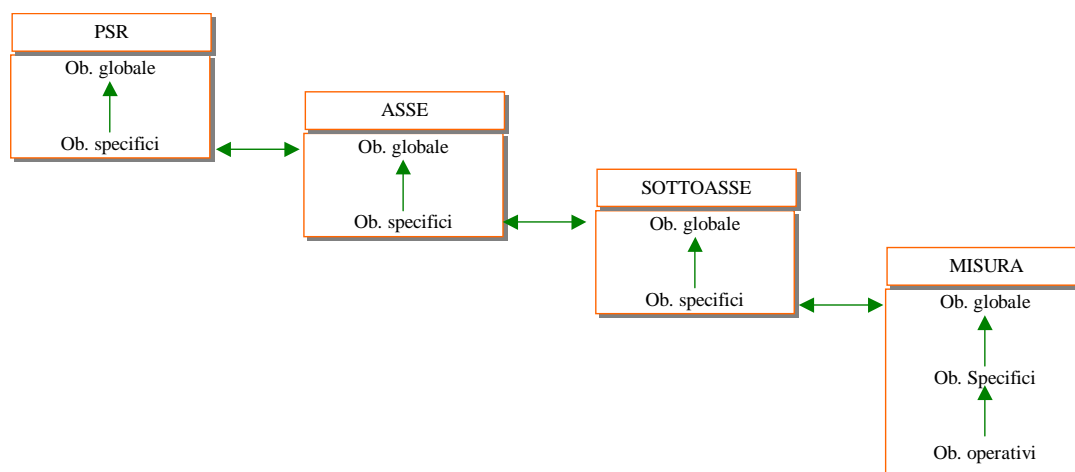 PSR
Ob. globale
Ob. specifici
ASSE
Ob. globale
Ob. specifici
SOTTOASSE
Ob. globale
Ob. specifici
MISURA
Ob. globale
Ob. Specifici
Ob. operativi